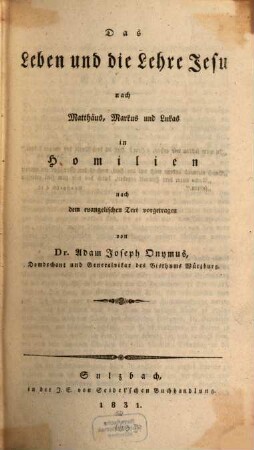 Das
Leben und die Lehre Jesu
nach
Matthäus, Markus und Lukas
in
Homilien
nach
dem evangelischen Text vorgetragen
von
Dr. Adam Joseph Onymus,
Domdechant und Generalvikar des Bisthums Würzburg.
Sulzbach,
in der J. E. von Seidel'schen Buchhandlung.
1831.